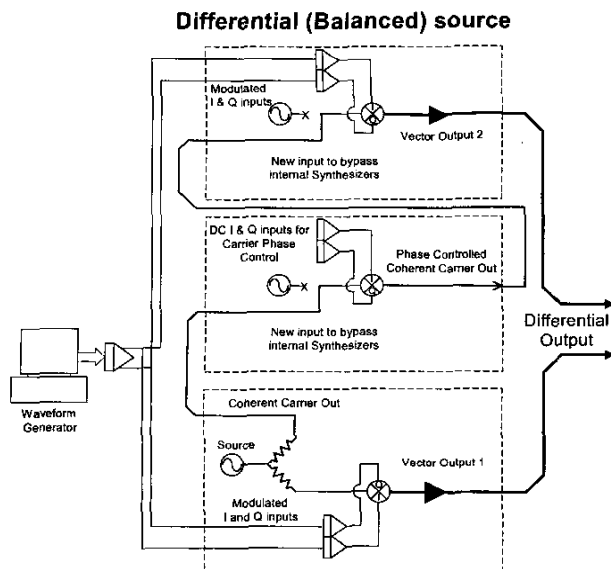 Differential (Balanced) source
Modulated
I & Q inputs
X
Vector Output 2
New input to bypass
internal Synthesizers
DC I & Q inputs for
Carrier Phase
Control
X
Phase Controlled
Coherent Carrier Out
New input to bypass
internal Synthesizers
Differential
Output
Waveform
Generator
Coherent Carrier Out
Source
Vector Output 1
Modulated
I and Q inputs